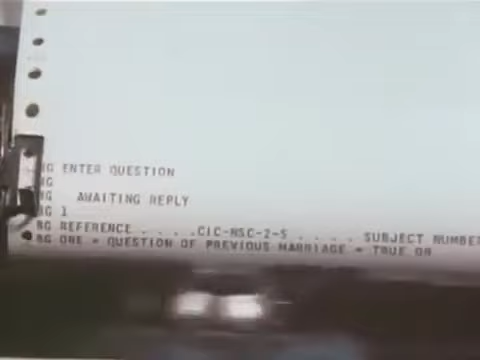 NG ENTER QUESTION
NG
NG AWAITING REPLY
NG 1
NG REFERENCE . . . . .CIC-NSC-2-S . . . . . SUBJECT NUMBER
NG ONE = QUESTION OF PREVIOUS MARRIAGE = TRUE OR